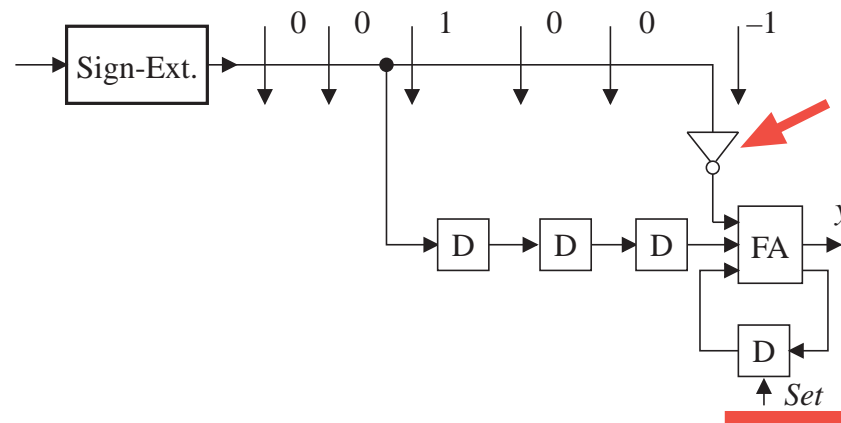 0 0 1 0 0 –1
Sign-Ext.
D D D FA y
D
Set